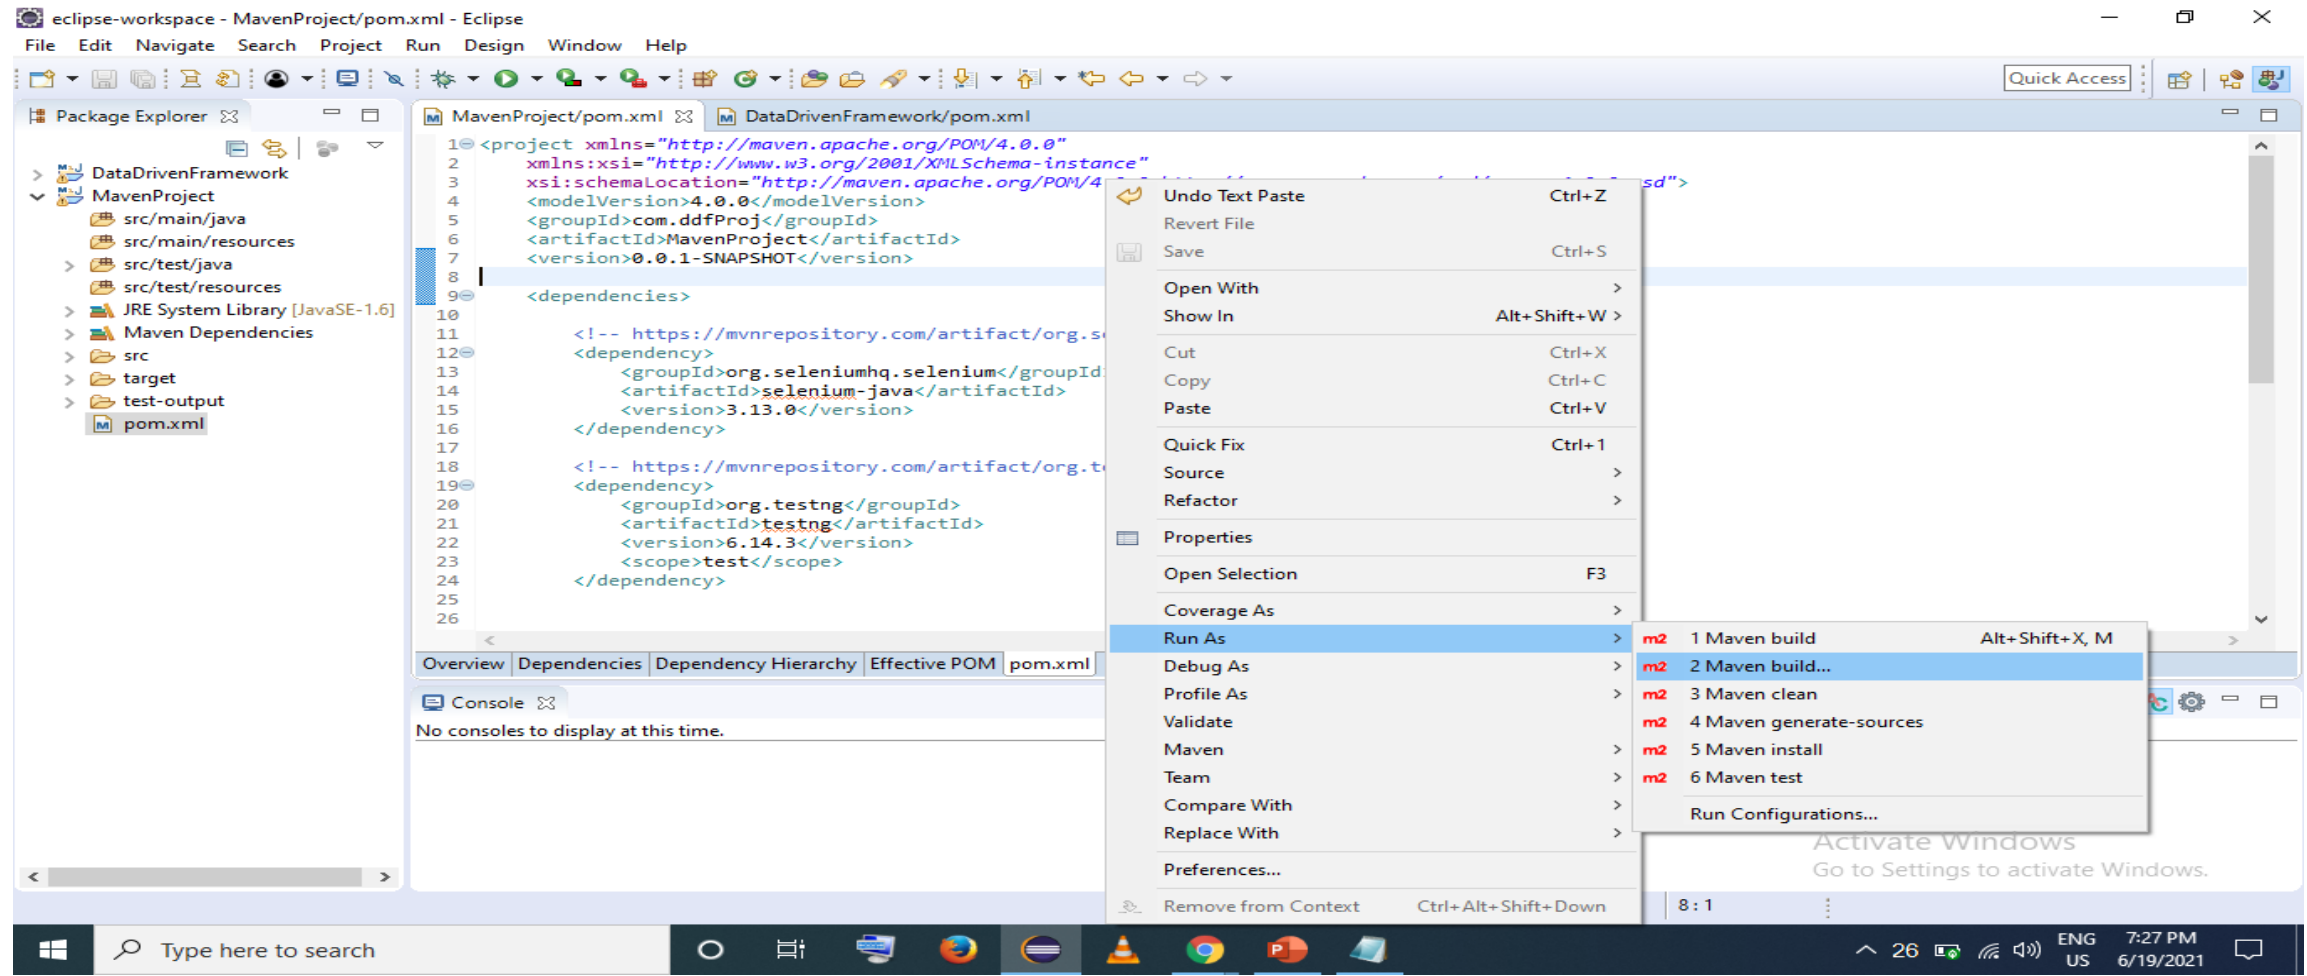 eclipse-workspace - MavenProject/pom.xml - Eclipse
File Edit Navigate Search Project Run Design Window Help
Quick Access
Package Explorer
MavenProject/pom.xml
DataDrivenFramework/pom.xml
DataDrivenFramework
MavenProject
src/main/java
src/main/resources
src/test/java
src/test/resources
JRE System Library [JavaSE-1.6]
Maven Dependencies
src
target
test-output
pom.xml
1 <project xmlns="http://maven.apache.org/POM/4.0.0"
2 xmlns:xsi="http://www.w3.org/2001/XMLSchema-instance"
3 xsi:schemaLocation="http://maven.apache.org/POM/4 sd">
4 <modelVersion>4.0.0</modelVersion>
5 <groupId>com.ddfProj</groupId>
6 <artifactId>MavenProject</artifactId>
7 <version>0.0.1-SNAPSHOT</version>
8
9 <dependencies>
10
11 <!-- https://mvnrepository.com/artifact/org.s
12 <dependency>
13 <groupId>org.seleniumhq.selenium</groupId
14 <artifactId>selenium-java</artifactId>
15 <version>3.13.0</version>
16 </dependency>
17
18 <!-- https://mvnrepository.com/artifact/org.t
19 <dependency>
20 <groupId>org.testng</groupId>
21 <artifactId>testng</artifactId>
22 <version>6.14.3</version>
23 <scope>test</scope>
24 </dependency>
25
26
Overview Dependencies Dependency Hierarchy Effective POM pom.xml
Console
No consoles to display at this time.
Undo Text Paste Ctrl+Z
Revert File
Save Ctrl+S
Open With
Show In Alt+Shift+W >
Cut Ctrl+X
Copy Ctrl+C
Paste Ctrl+V
Quick Fix Ctrl+1
Source
Refactor
Properties
Open Selection F3
Coverage As
Run As
Debug As
Profile As
Validate
Maven
Team
Compare With
Replace With
Preferences...
Remove from Context Ctrl+Alt+Shift+Down
m2 1 Maven build Alt+Shift+X, M
m2 2 Maven build...
m2 3 Maven clean
m2 4 Maven generate-sources
m2 5 Maven install
m2 6 Maven test
Run Configurations...
Activate Windows
Go to Settings to activate Windows.
8 : 1
Type here to search
26
ENG
US
7:27 PM
6/19/2021